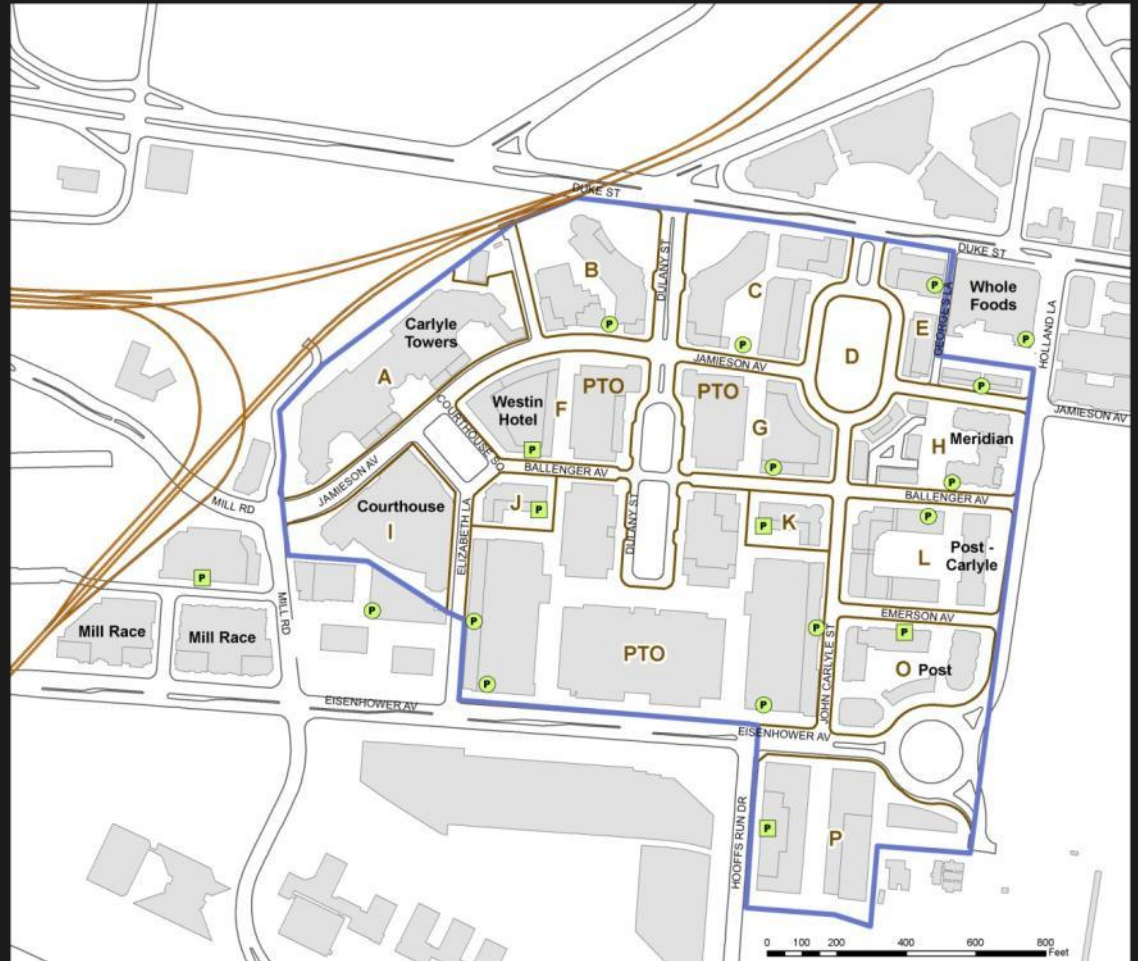 DUKE ST
DUKE ST
B
DULANY ST
C
P
Whole
Foods
GEORGE'S LA
HOLLAND LA
Carlyle
Towers
P
P
P
E
D
JAMIESON AV
A
PTO
PTO
P
JAMIESON AV
Westin
Hotel
F
COURTHOUSE SQ
G
H
Meridian
P
BALLENGER AV
P
P
BALLENGER AV
JAMIESON AV
MILL RD
Courthouse
I
J
P
P
K
P
ELIZABETH LA
DULANY ST
L
Post -
Carlyle
P
MILL RD
P
P
P
EMERSON AV
P
Mill Race
Mill Race
PTO
JOHN CARLYLE ST
O
Post
P
P
EISENHOWER AV
EISENHOWER AV
HOOFFS RUN DR
P
P
0 100 200 400 600 800
Feet